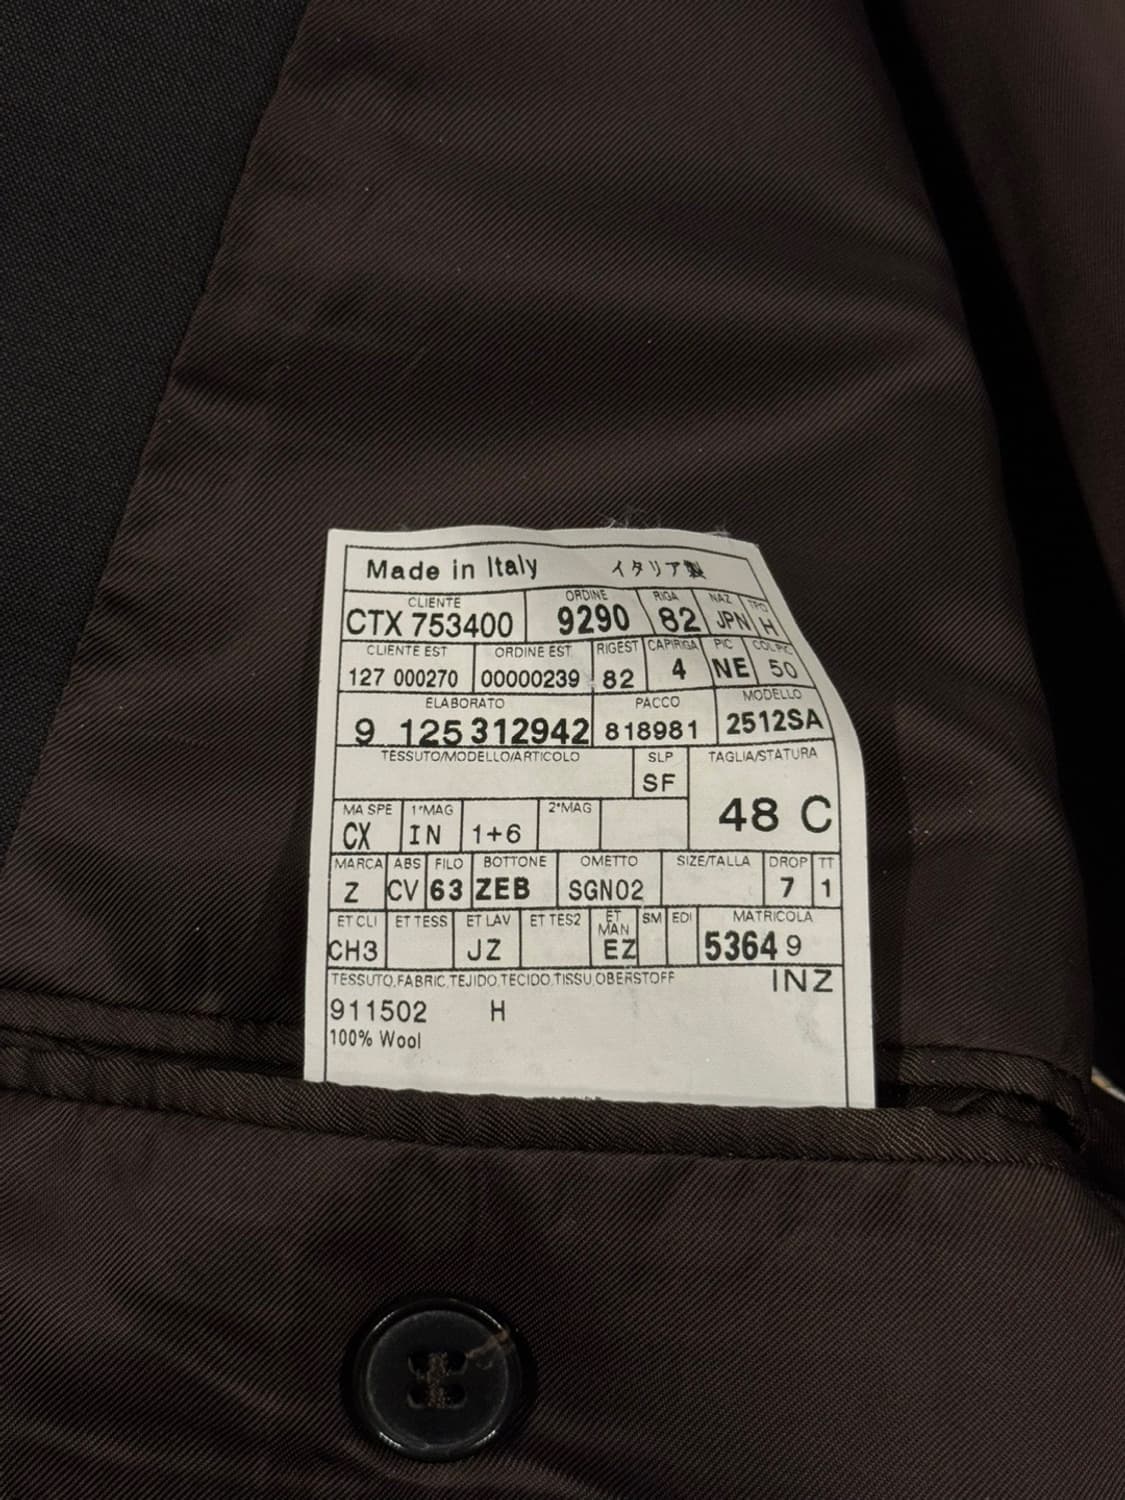 Made in Italy イタリア製
CLIENTE ORDINE RIGA NAZ TPO
CTX 753400 9290 82 JPN H
CLIENTE EST ORDINE EST RIGEST CAPIRIGA PIC COL PIC
127 000270 00000239 82 4 NE 50
ELABORATO PACCO MODELLO
9 125 312942 818981 2512SA
TESSUTO/MODELLO/ARTICOLO SLP TAGLIA/STATURA
SF 48 C
MA SPE 1°MAG 2°MAG
CX IN 1+6
MARCA ABS FILO BOTTONE OMETTO SIZE/TALLA DROP TT
Z CV 63 ZEB SGN02 7 1
ET CLI ET TESS ET LAV ET TES2 ET MAN SM EDI MATRICOLA
CH3 JZ EZ 5364 9
TESSUTO,FABRIC,TEJIDO,TECIDO,TISSU,OBERSTOFF INZ
911502 H
100% Wool